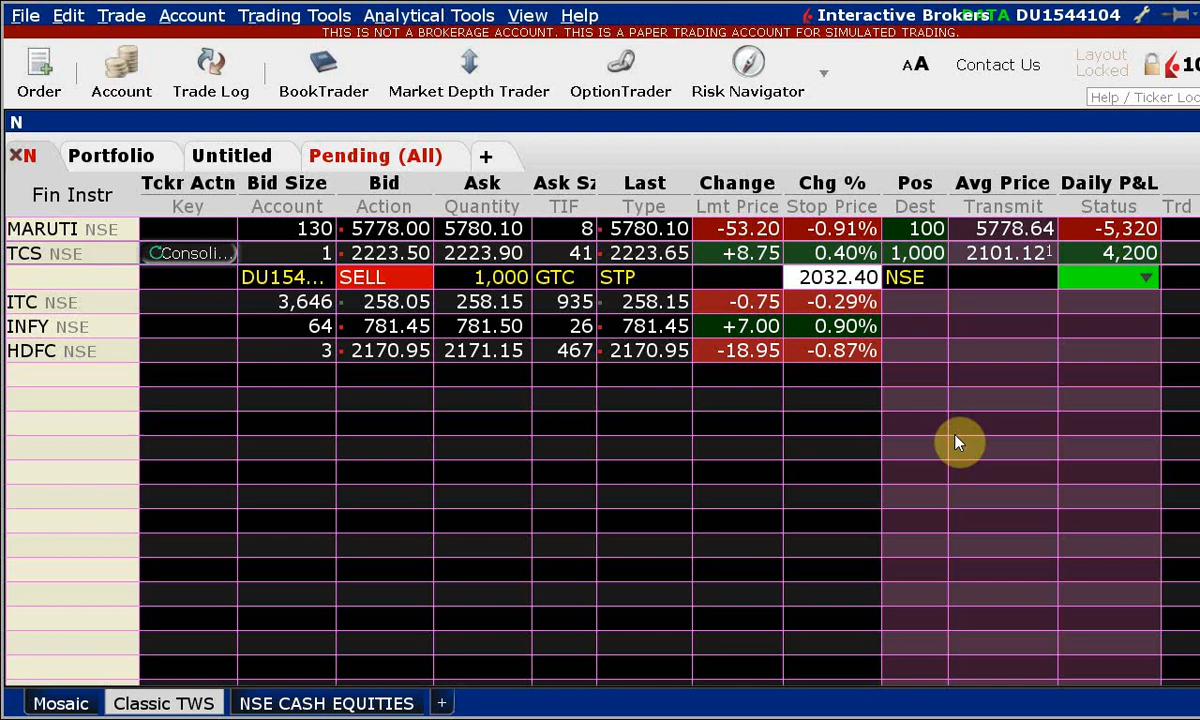 File Edit Trade Account Trading Tools Analytical Tools View Help Interactive Brokers DATA DU1544104
THIS IS NOT A BROKERAGE ACCOUNT. THIS IS A PAPER TRADING ACCOUNT FOR SIMULATED TRADING.
Order Account Trade Log BookTrader Market Depth Trader OptionTrader Risk Navigator AA Contact Us Layout Locked 10
Help / Ticker Loc
N
N Portfolio Untitled Pending (All) +
Fin Instr Tckr Actn Bid Size Bid Ask Ask Sz Last Change Chg % Pos Avg Price Daily P&L
Key Account Action Quantity TIF Type Lmt Price Stop Price Dest Transmit Status Trd
MARUTI NSE 130 5778.00 5780.10 8 5780.10 -53.20 -0.91% 100 5778.64 -5,320
TCS NSE Consoli... 1 2223.50 2223.90 41 2223.65 +8.75 0.40% 1,000 2101.12¹ 4,200
DU154... SELL 1,000 GTC STP 2032.40 NSE
ITC NSE 3,646 258.05 258.15 935 258.15 -0.75 -0.29%
INFY NSE 64 781.45 781.50 26 781.45 +7.00 0.90%
HDFC NSE 3 2170.95 2171.15 467 2170.95 -18.95 -0.87%
Mosaic Classic TWS NSE CASH EQUITIES +